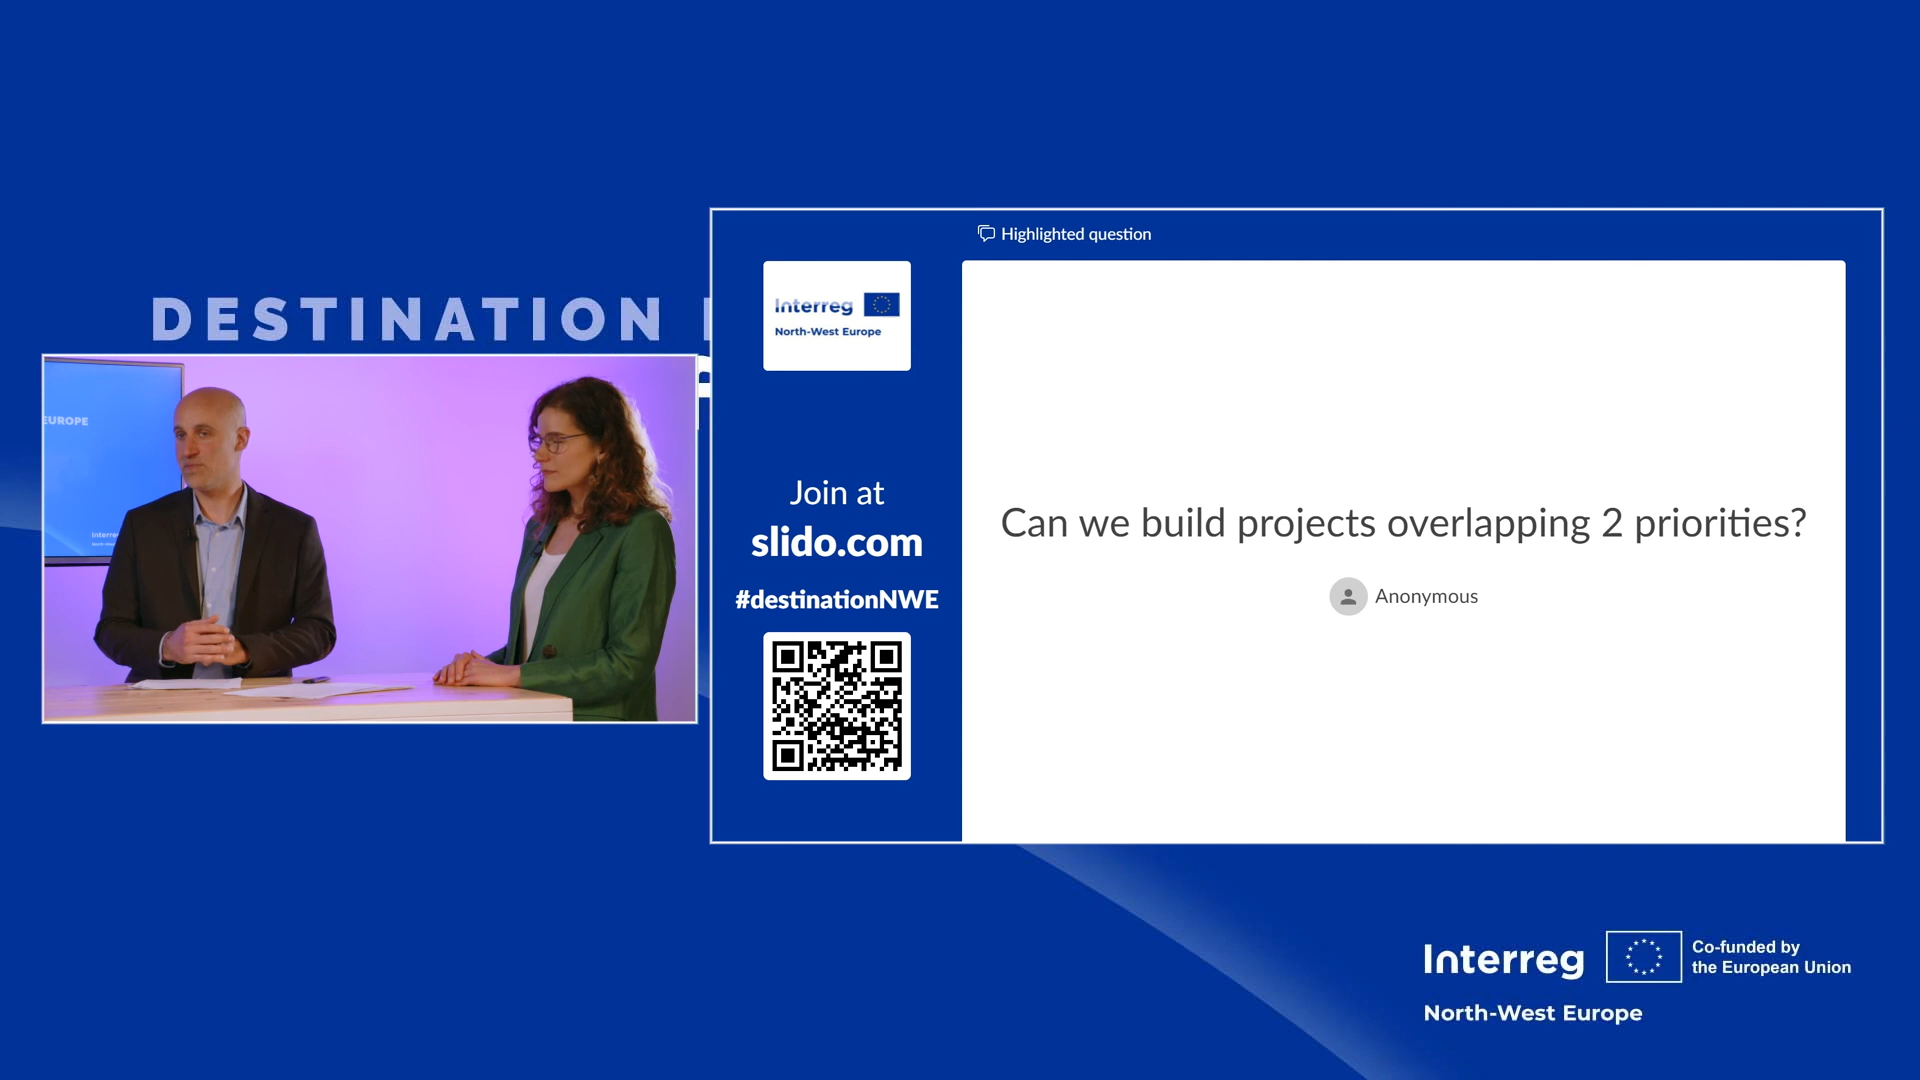 DESTINATION
EUROPE
Interreg
Highlighted question
Interreg
North-West Europe
Join at
slido.com
#destinationNWE
Can we build projects overlapping 2 priorities?
Anonymous
Interreg
Co-funded by
the European Union
North-West Europe